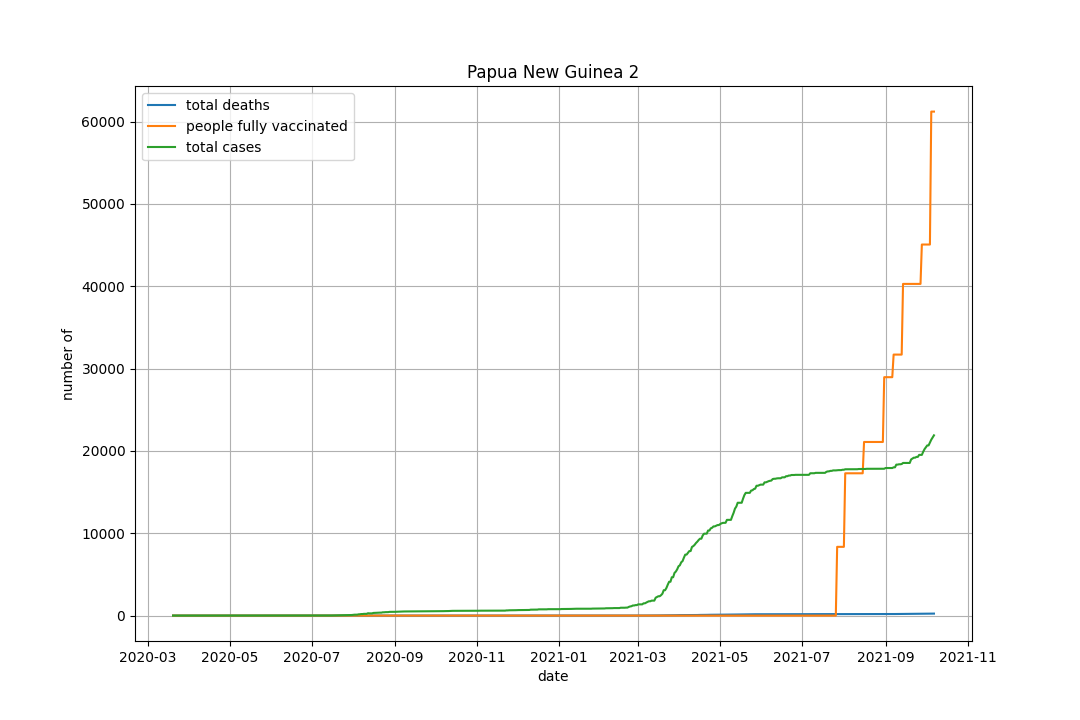 Papua New Guinea 2
total deaths
people fully vaccinated
total cases
60000
50000
40000
30000
20000
10000
0
number of
2020-03 2020-05 2020-07 2020-09 2020-11 2021-01 2021-03 2021-05 2021-07 2021-09 2021-11
date